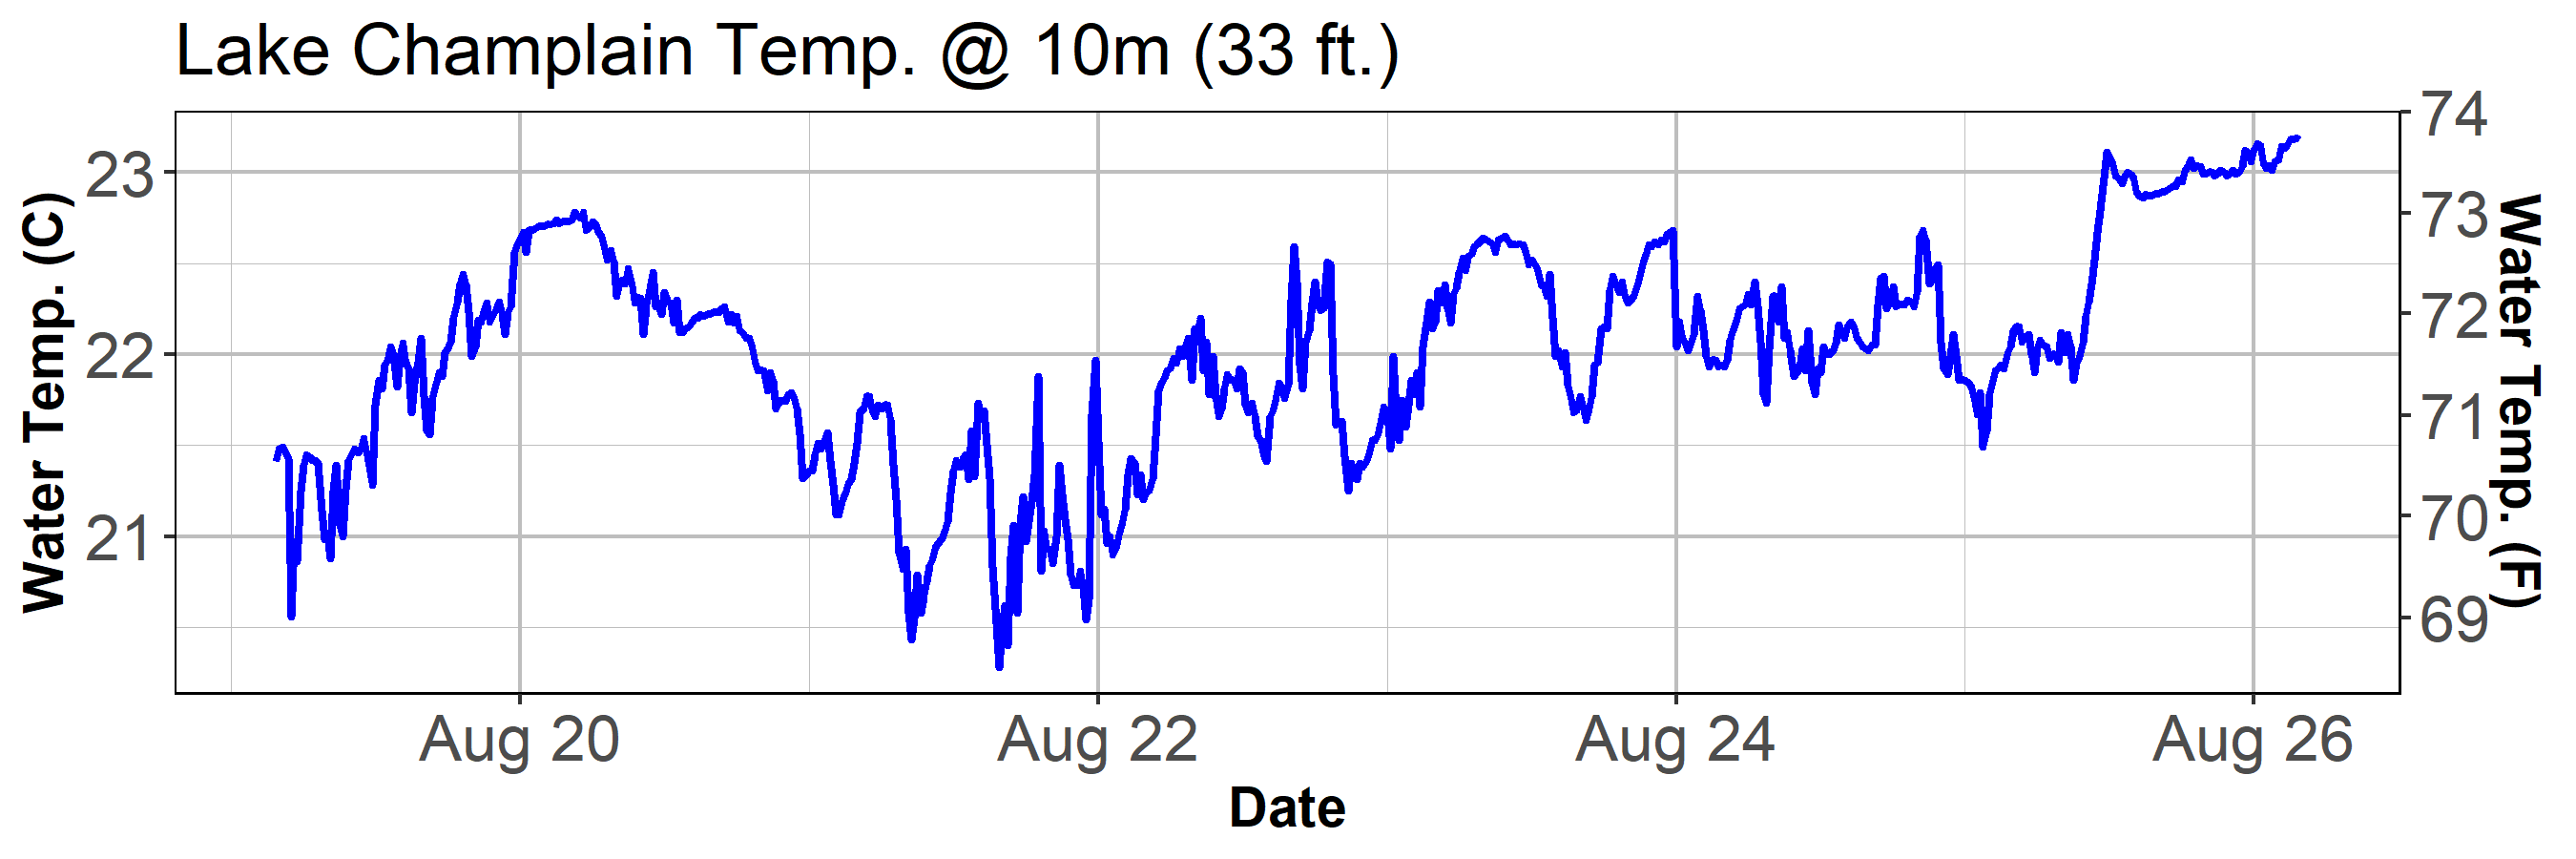 Lake Champlain Temp. @ 10m (33 ft.)
Water Temp. (C)
23
22
21
74
73
72
71
70
69
Water Temp. (F)
Aug 20
Aug 22
Aug 24
Aug 26
Date